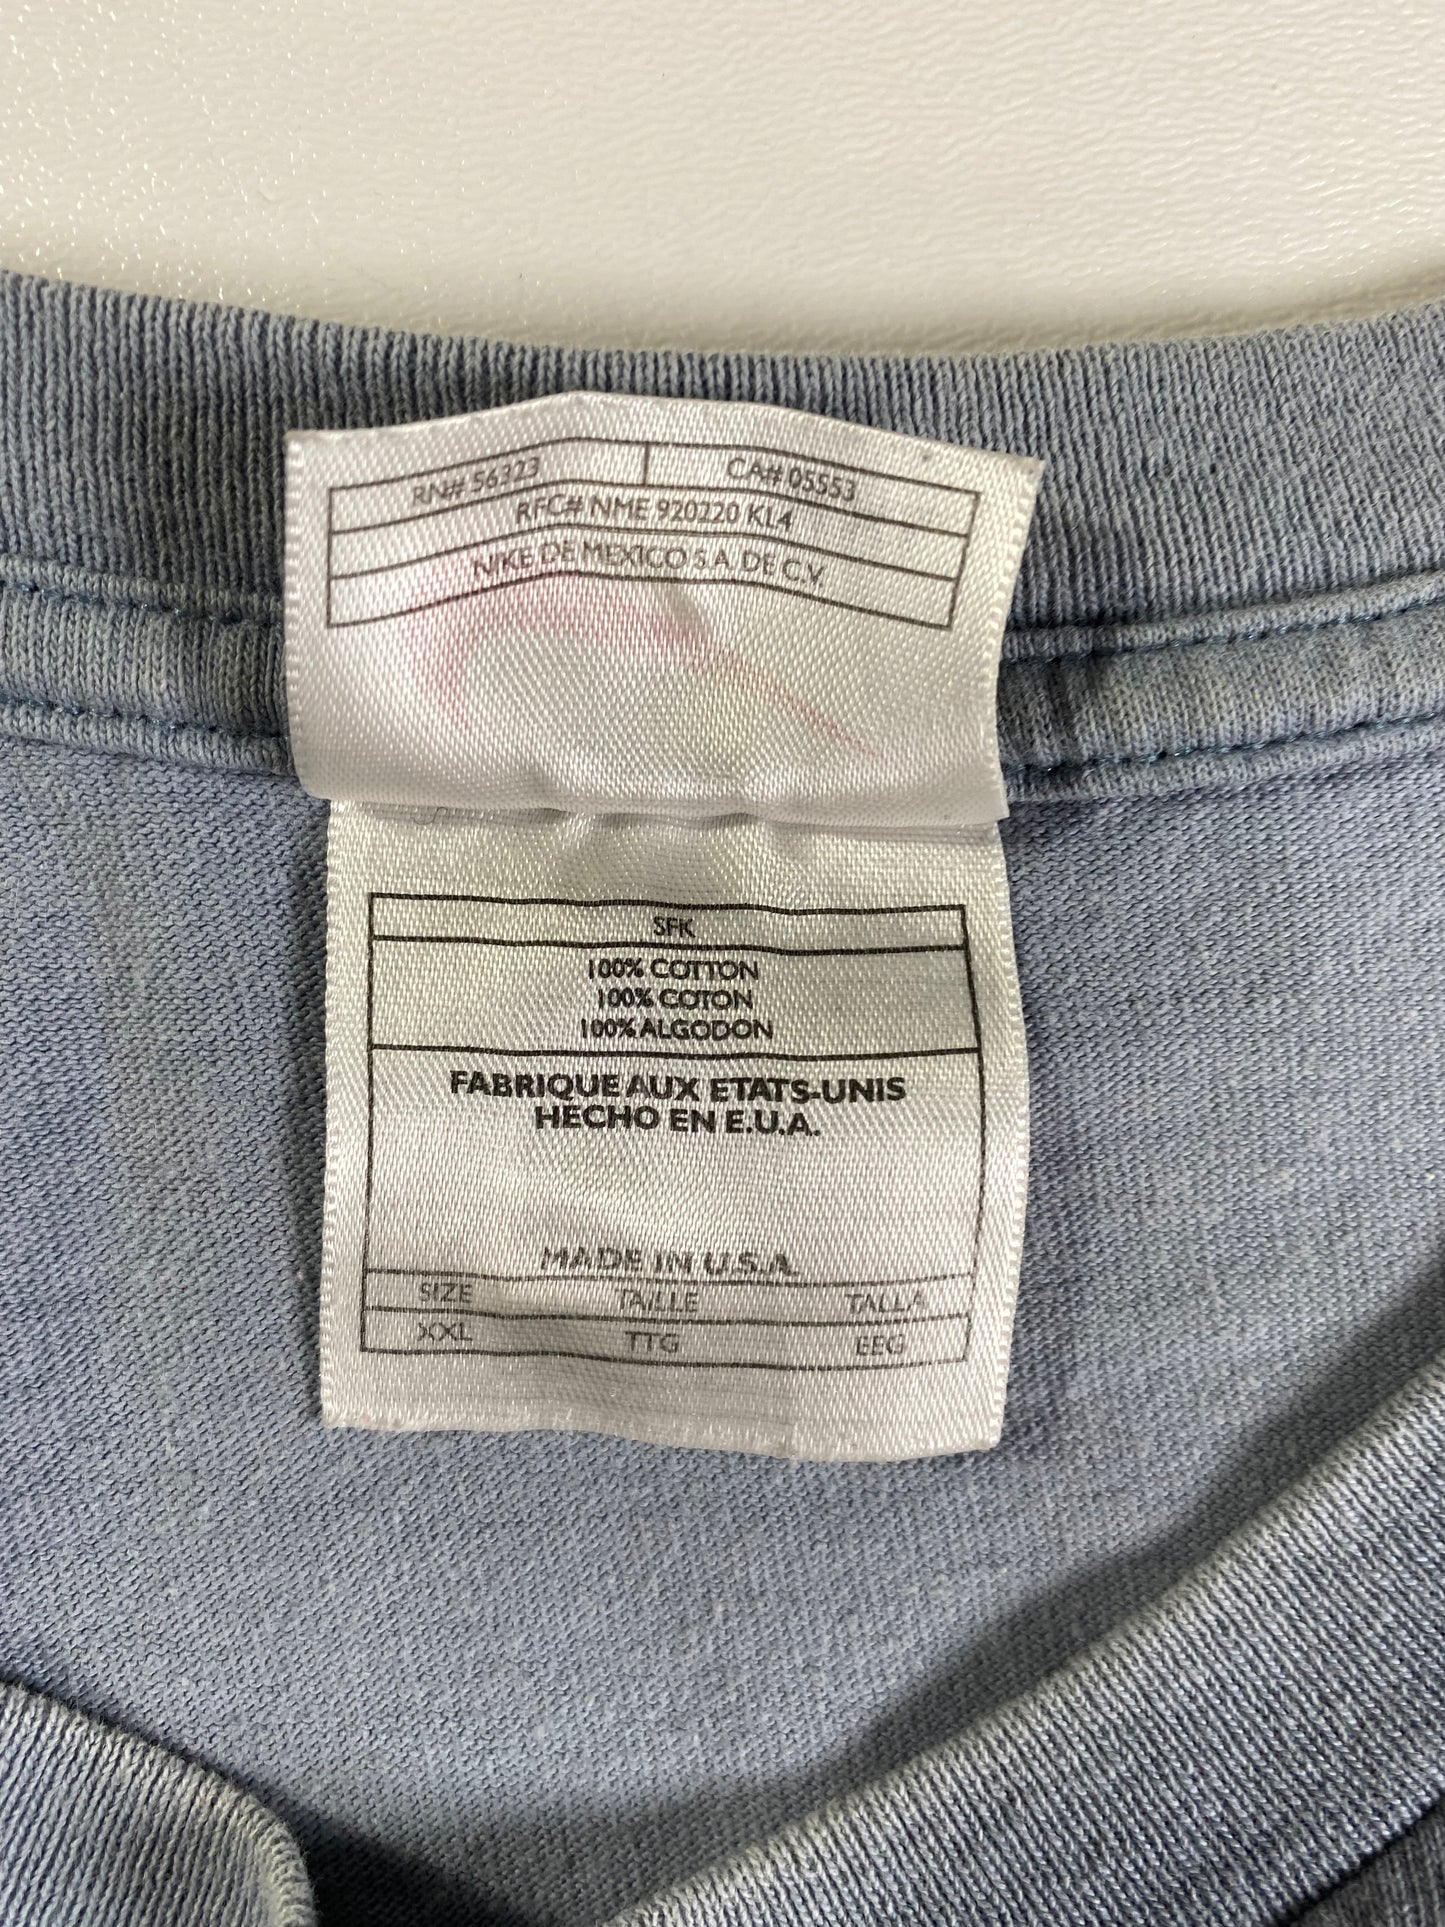 RN# 56323 CA# 05553
RFC# NME 920220 KL4
NIKE DE MEXICO S.A. DE C.V.
SFK
100% COTTON
100% COTON
100% ALGODON
FABRIQUE AUX ETATS-UNIS
HECHO EN E.U.A.
MADE IN U.S.A.
SIZE TAILLE TALLA
XXL TTG EEG